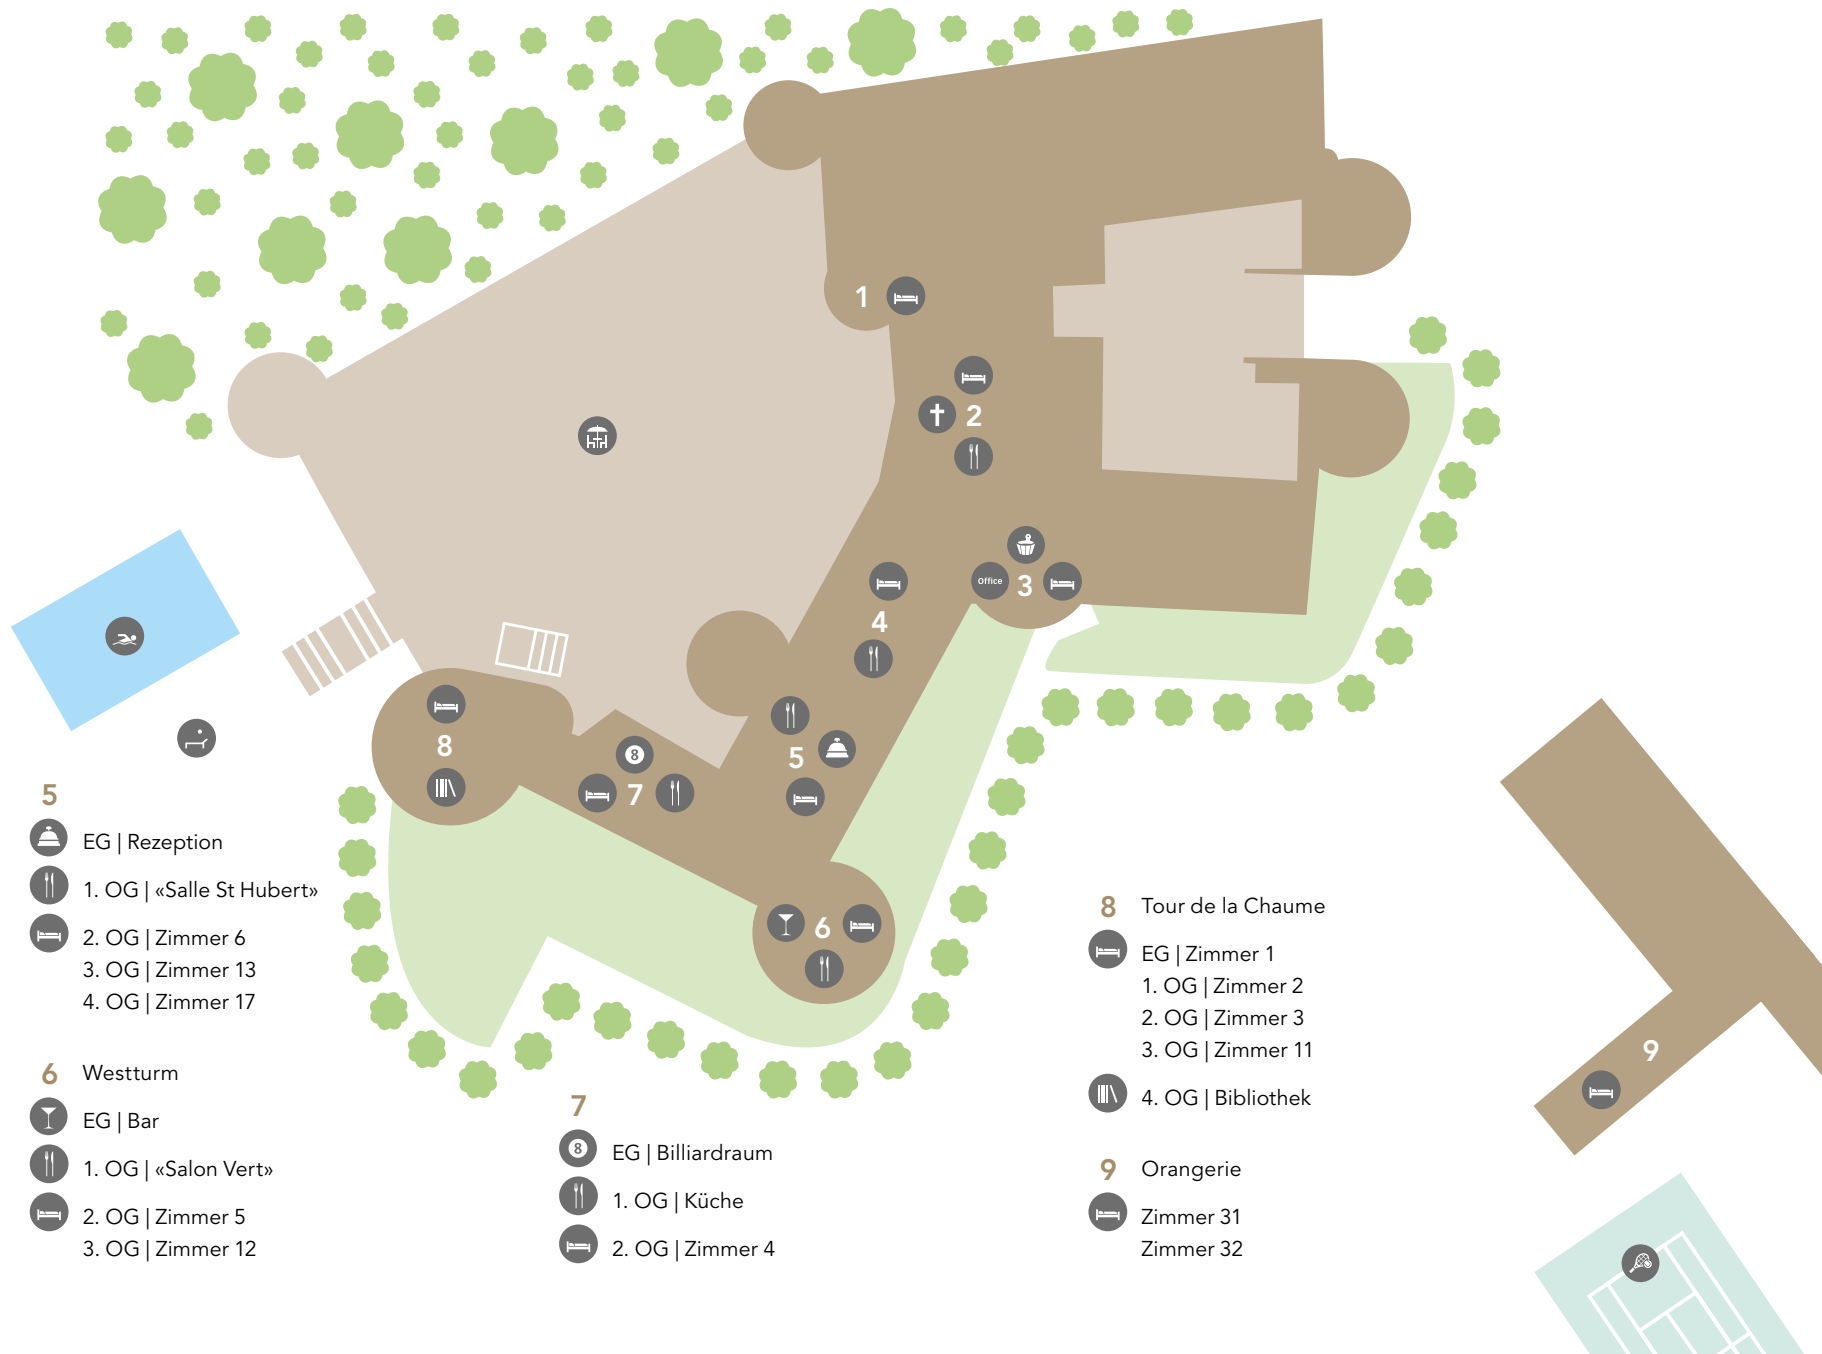 1
2
Office
3
4
5
8
7
8
6
9
5
EG | Rezeption
1. OG | «Salle St Hubert»
2. OG | Zimmer 6
3. OG | Zimmer 13
4. OG | Zimmer 17
6 Westturm
EG | Bar
1. OG | «Salon Vert»
2. OG | Zimmer 5
3. OG | Zimmer 12
7
8
EG | Billiardraum
1. OG | Küche
2. OG | Zimmer 4
8 Tour de la Chaume
EG | Zimmer 1
1. OG | Zimmer 2
2. OG | Zimmer 3
3. OG | Zimmer 11
4. OG | Bibliothek
9 Orangerie
Zimmer 31
Zimmer 32